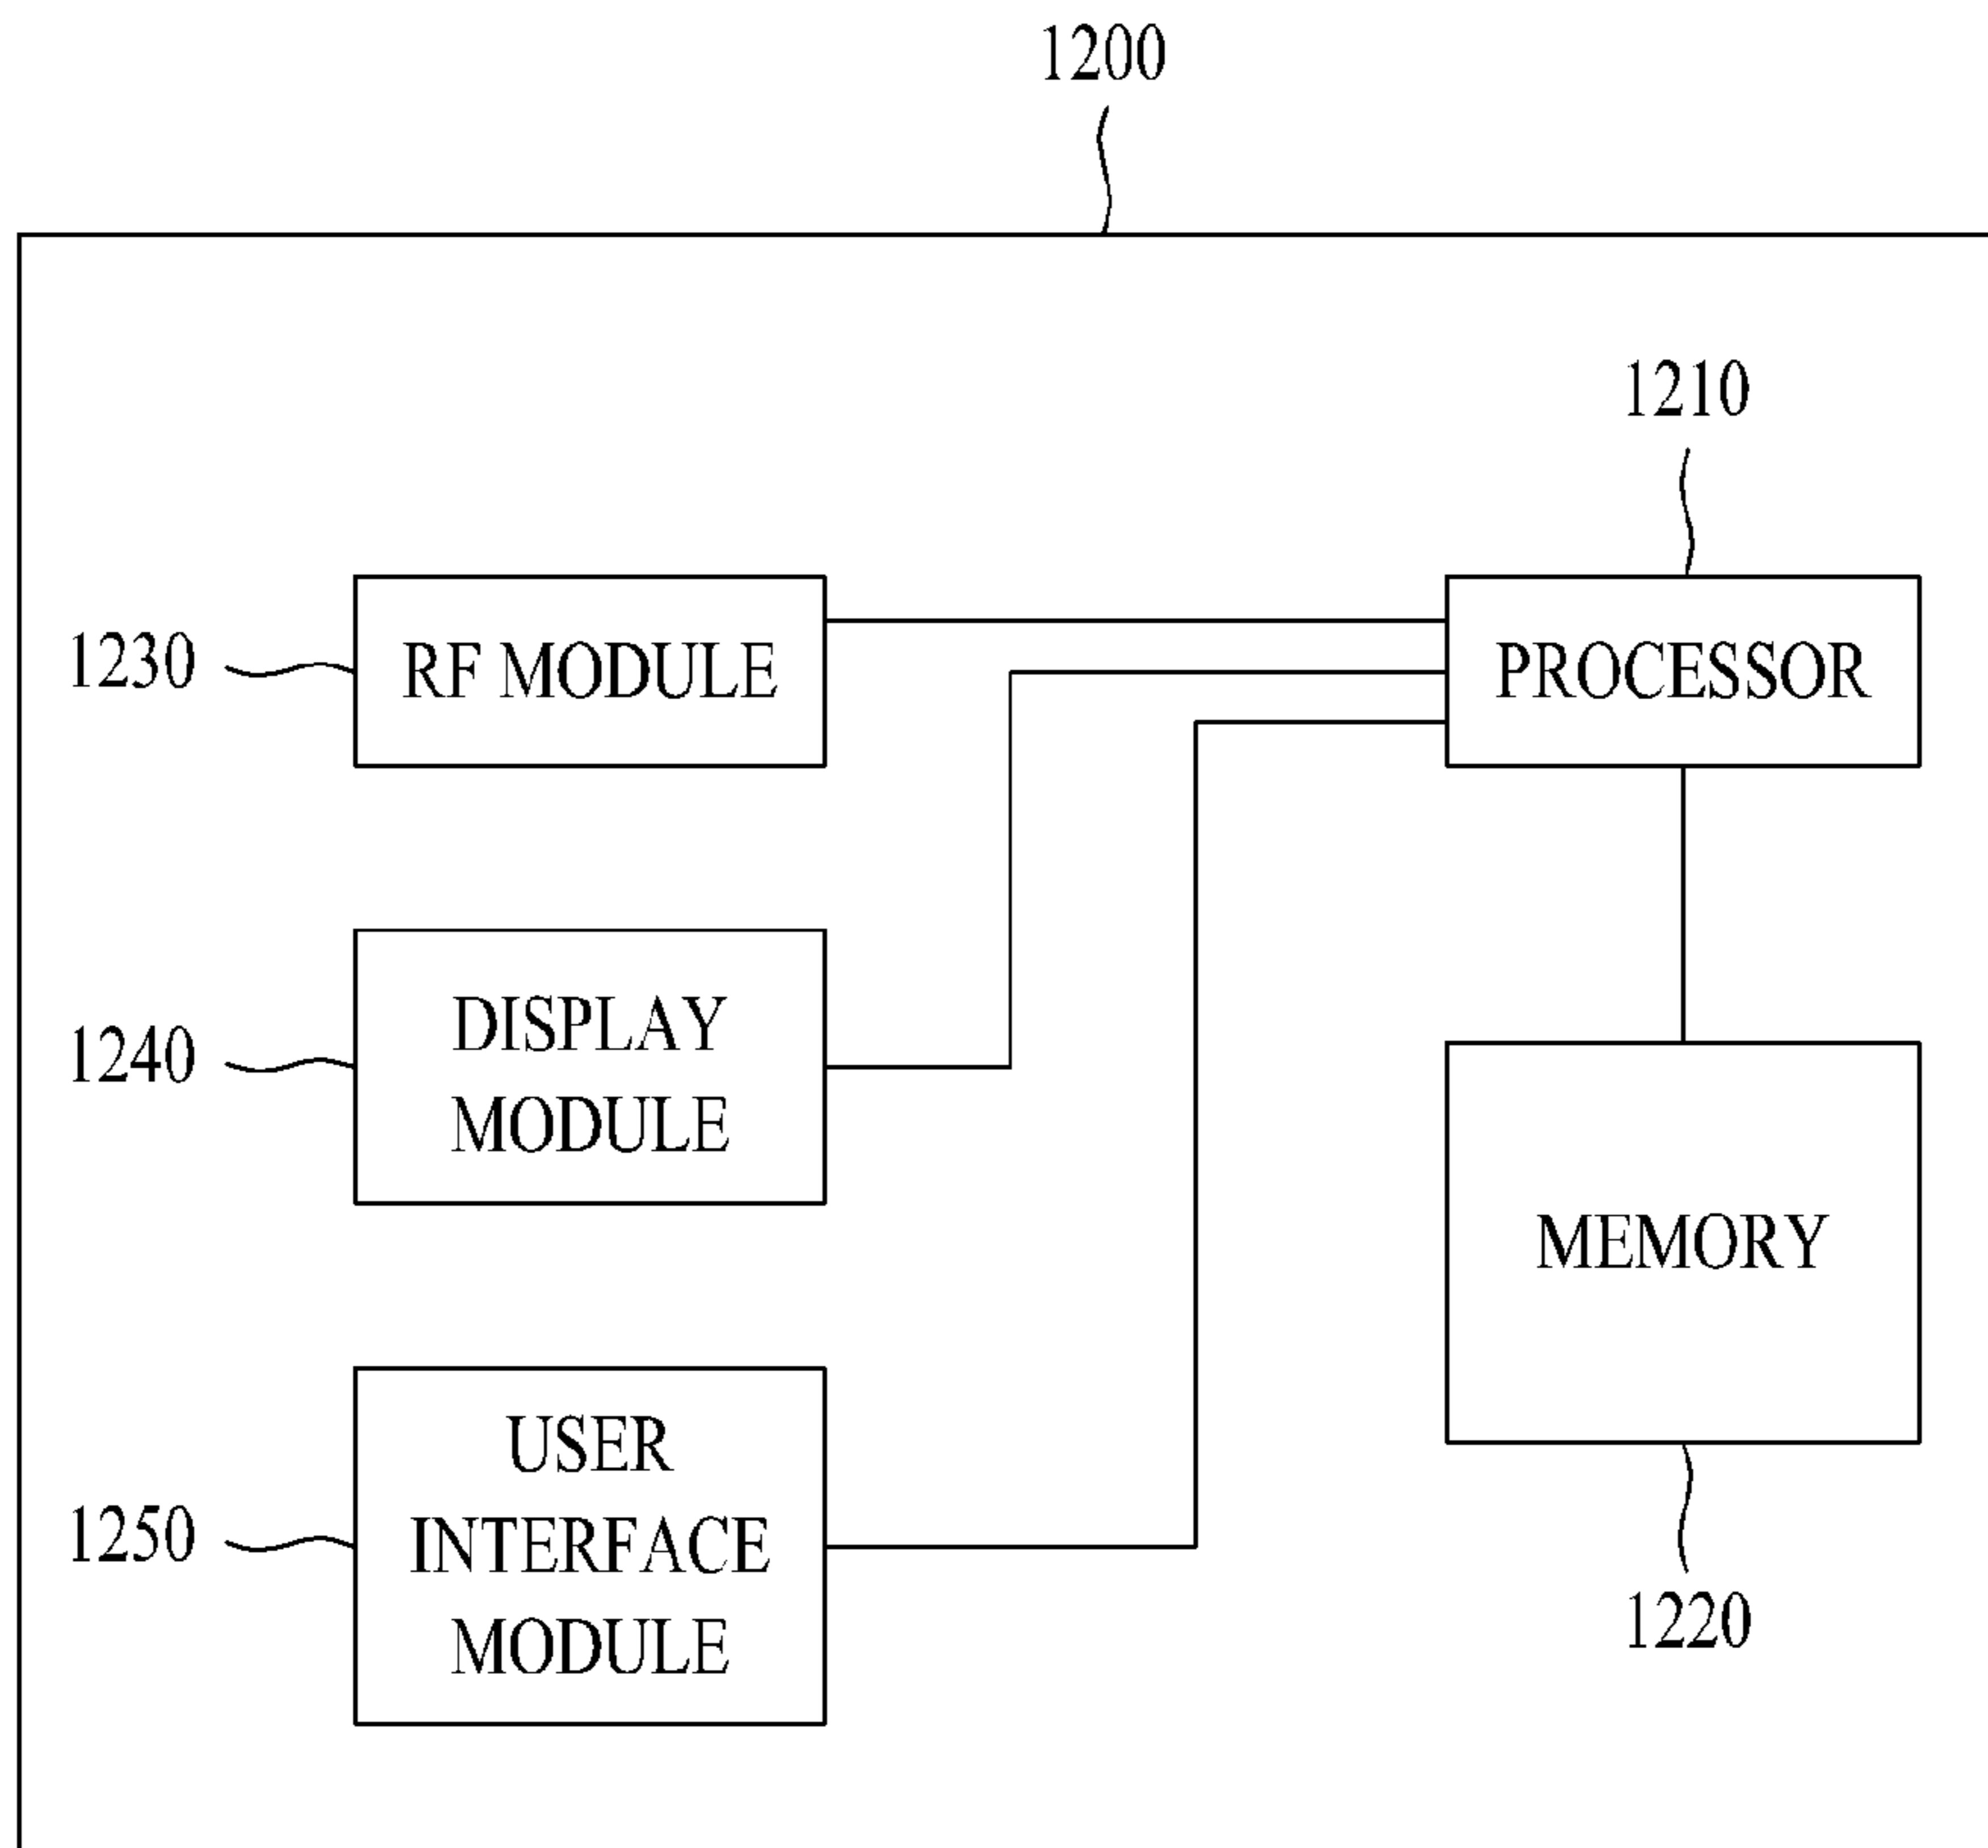 1200
1210
1230
RF MODULE
PROCESSOR
1240
DISPLAY
MODULE
MEMORY
1250
USER
INTERFACE
MODULE
1220